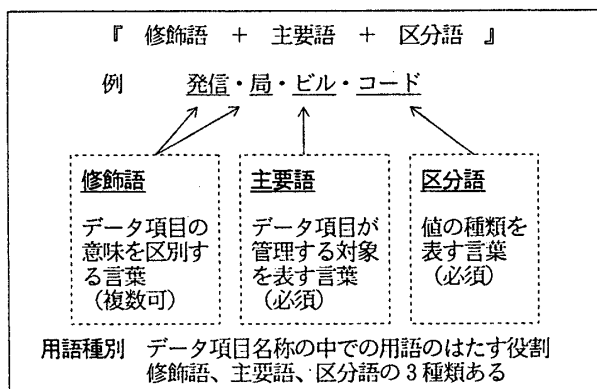 『 修飾語 + 主要語 + 区分語 』
例 発信・局・ビル・コード
修飾語
データ項目の
意味を区別す
る言葉
(複数可)
主要語
データ項目が
管理する対象
を表す言葉
(必須)
区分語
値の種類を
表す言葉
(必須)
用語種別 データ項目名称の中での用語のはたす役割
修飾語、主要語、区分語の3種類ある